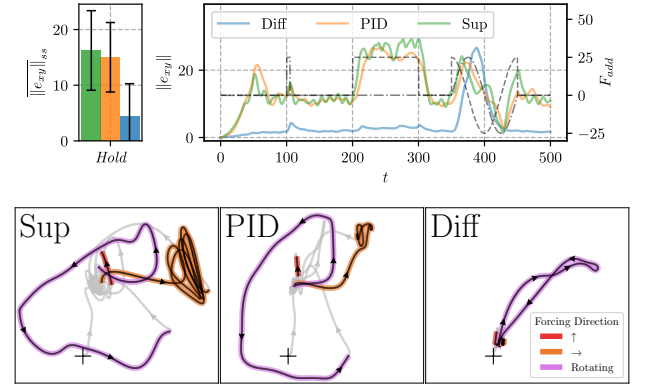 ‖e_xy‖_ss
20
10
0
Hold
Diff
PID
Sup
‖e_xy‖
20
0
F_add
50
25
0
−25
0
100
200
300
400
500
t
Sup
PID
Diff
Forcing Direction
↑
→
Rotating